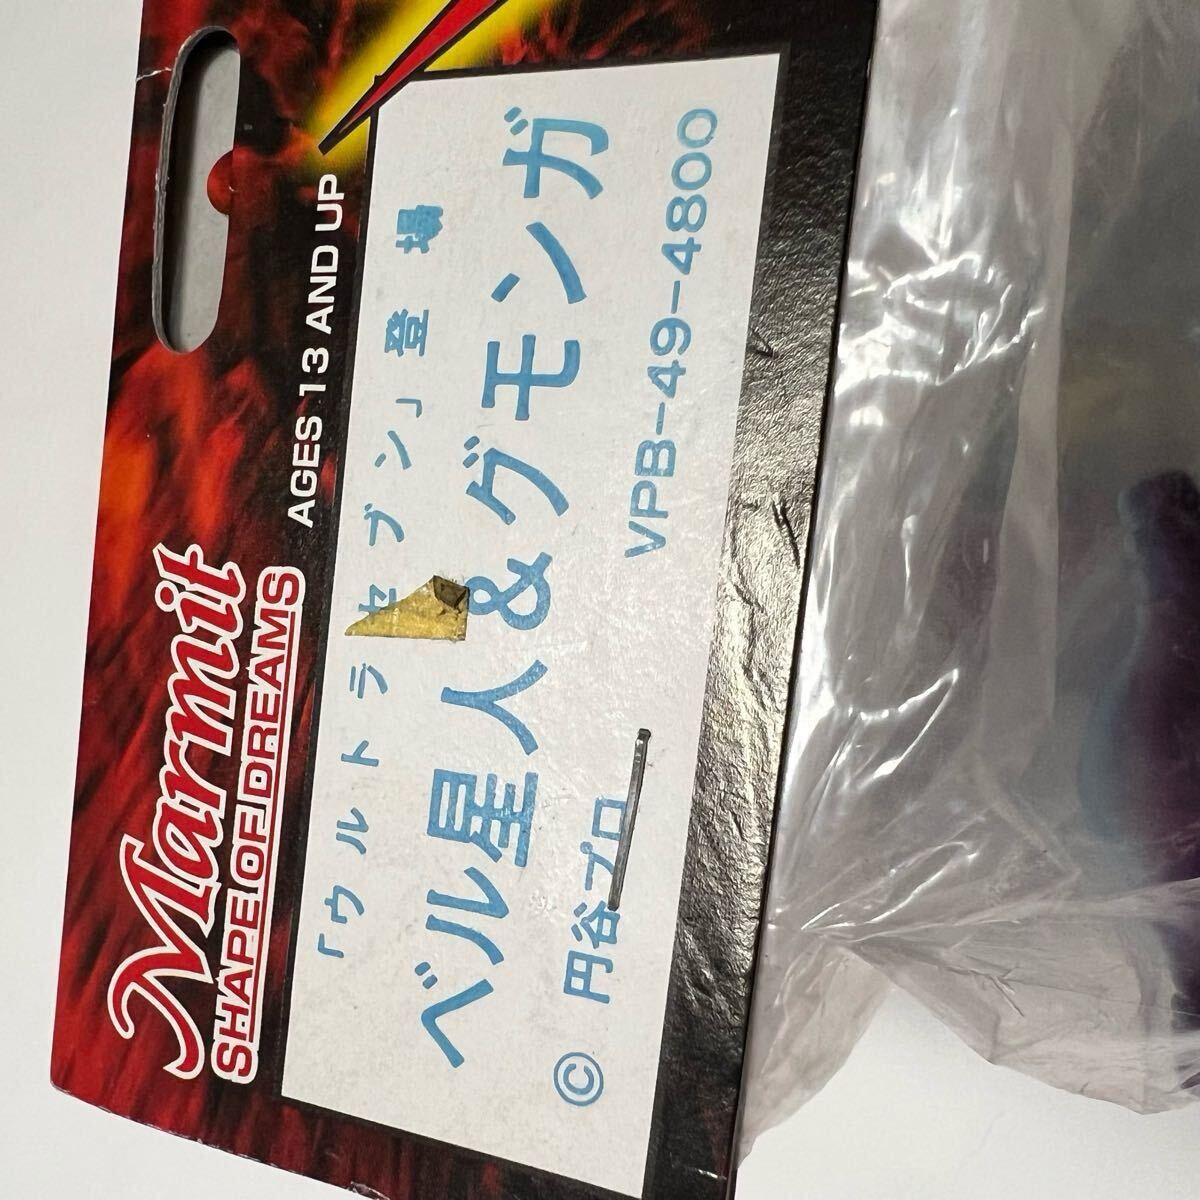 Marmit
SHAPE OF DREAMS
AGES 13 AND UP
「ウルトラセブン」登場
ベル星人&グモンガ
© 円谷プロ
VPB-49-4800